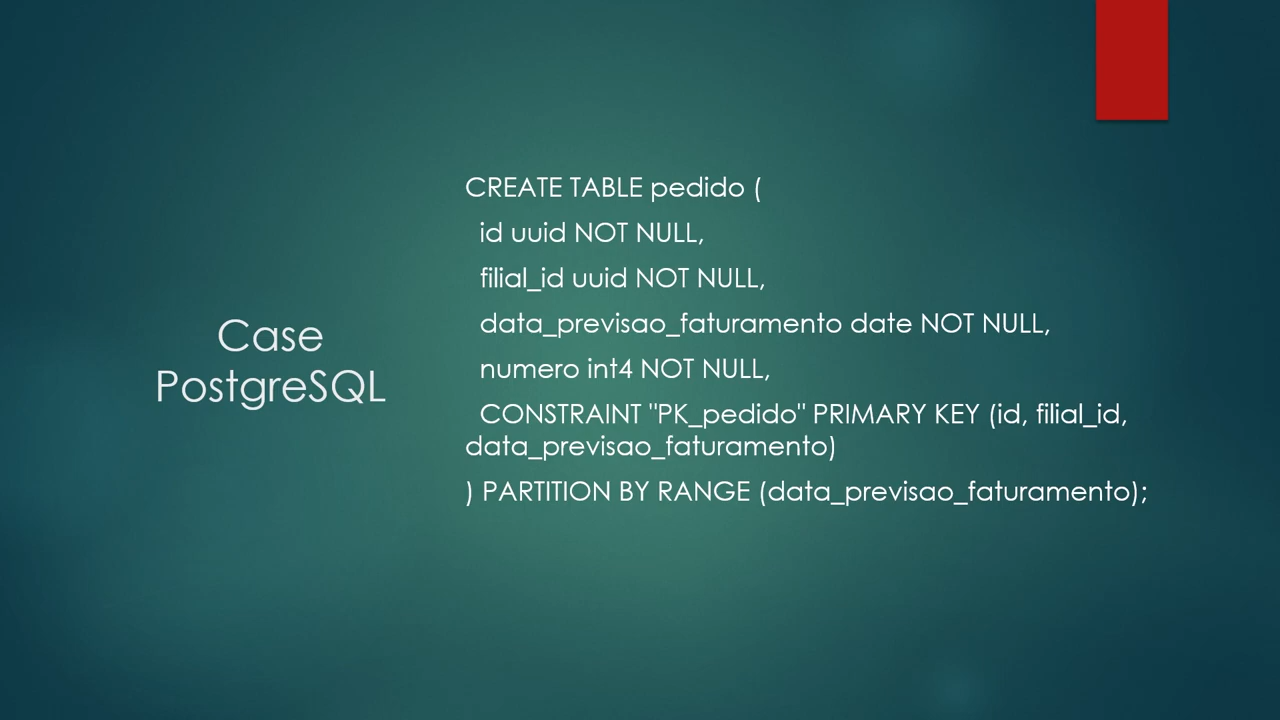 Case
PostgreSQL
CREATE TABLE pedido (
id uuid NOT NULL,
filial_id uuid NOT NULL,
data_previsao_faturamento date NOT NULL,
numero int4 NOT NULL,
CONSTRAINT "PK_pedido" PRIMARY KEY (id, filial_id,
data_previsao_faturamento)
) PARTITION BY RANGE (data_previsao_faturamento);